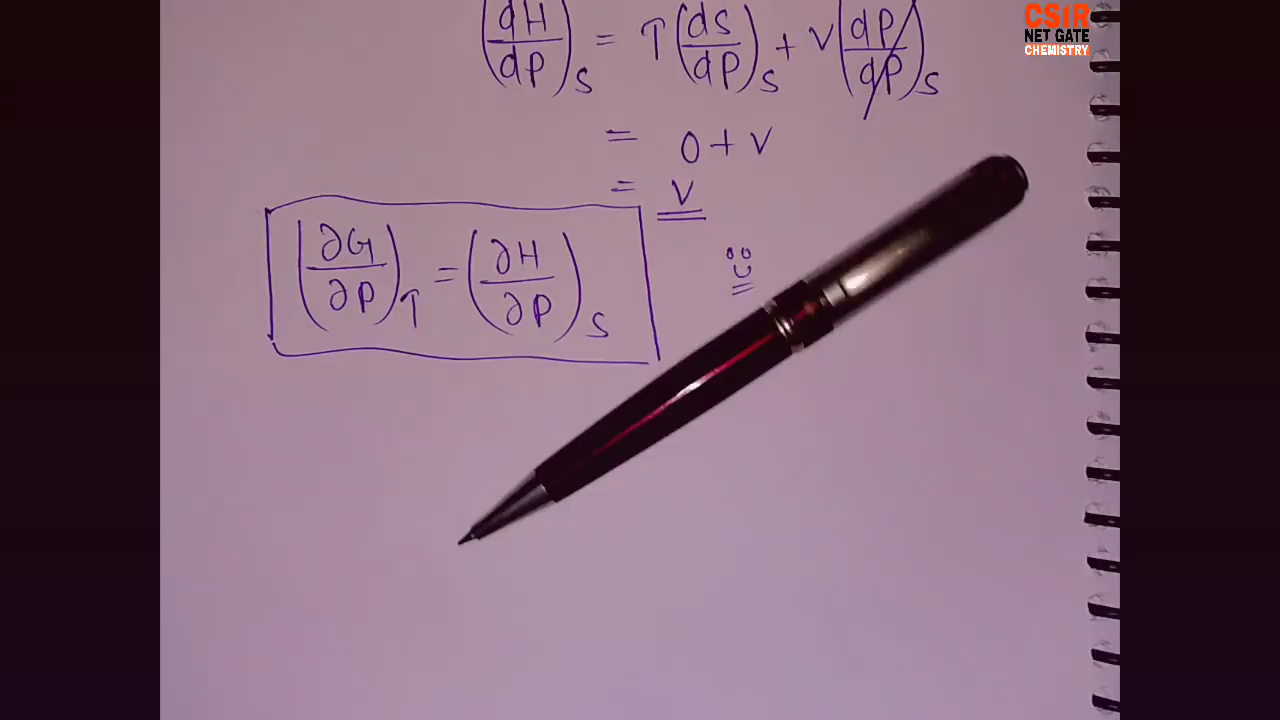 (dH/dP)_S = T(dS/dP)_S + V(dP/dP)_S
= 0 + V
= V
(∂G/∂P)_T = (∂H/∂P)_S
CSIR
NET GATE
CHEMISTRY